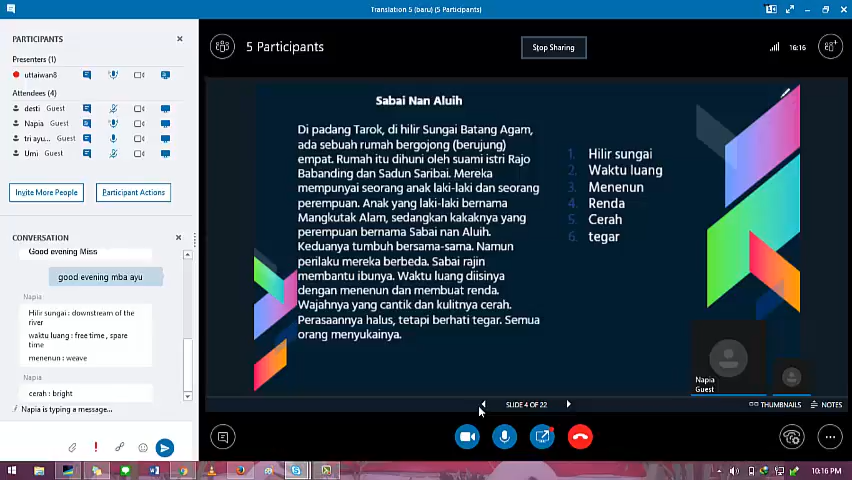 Translation 5 (baru) (5 Participants)
PARTICIPANTS
Presenters (1)
uttaiwan8
Attendees (4)
desti Guest
Napia Guest
tri ayu... Guest
Umi Guest
Invite More People
Participant Actions
CONVERSATION
Good evening Miss
good evening mba ayu
Napia
Hilir sungai : downstream of the
river
waktu luang : free time , spare
time
menenun : weave
Napia
cerah : bright
Napia is typing a message...
5 Participants
Stop Sharing
16:16
Sabai Nan Aluih
Di padang Tarok, di hilir Sungai Batang Agam,
ada sebuah rumah bergojong (berujung)
empat. Rumah itu dihuni oleh suami istri Rajo
Babanding dan Sadun Saribai. Mereka
mempunyai seorang anak laki-laki dan seorang
perempuan. Anak yang laki-laki bernama
Mangkutak Alam, sedangkan kakaknya yang
perempuan bernama Sabai nan Aluih.
Keduanya tumbuh bersama-sama. Namun
perilaku mereka berbeda. Sabai rajin
membantu ibunya. Waktu luang diisinya
dengan menenun dan membuat renda.
Wajahnya yang cantik dan kulitnya cerah.
Perasaannya halus, tetapi berhati tegar. Semua
orang menyukainya.
1. Hilir sungai
2. Waktu luang
3. Menenun
4. Renda
5. Cerah
6. tegar
Napia
Guest
SLIDE 4 OF 22
THUMBNAILS
NOTES
10:16 PM